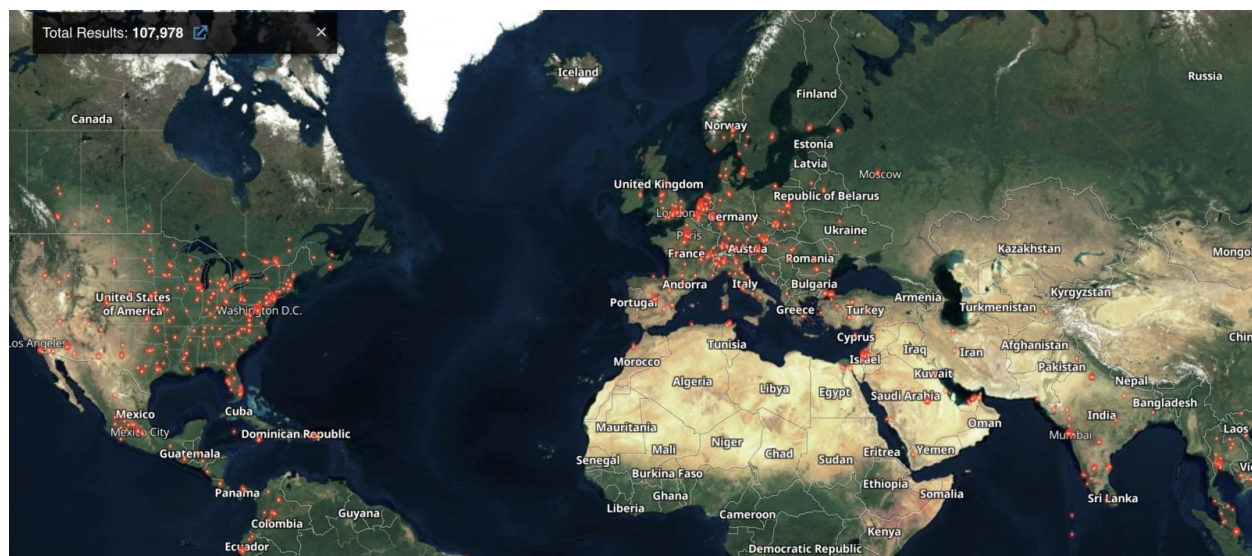 Total Results: 107,978
×
Iceland
Russia
Finland
Canada
Norway
Estonia
Latvia
Moscow
United Kingdom
Republic of Belarus
London
Germany
Ukraine
Paris
Austria
Kazakhstan
Mongo
France
Romania
Andorra
Italy
Bulgaria
Kyrgyzstan
United States
of America
Portugal
Armenia
Turkmenistan
Washington D.C.
Greece
Turkey
Los Angeles
Cyprus
Chin
Tunisia
Afghanistan
Iraq
Iran
Morocco
Israel
Pakistan
Kuwait
Nepal
Algeria
Libya
Egypt
Saudi Arabia
Bangladesh
Cuba
Mexico
India
Oman
Mauritania
Laos
Mexico City
Dominican Republic
Mumbai
Niger
Mali
Guatemala
Chad
Sudan
Eritrea
Yemen
Senegal
Vi
Burkina Faso
Ethiopia
Panama
Ghana
Somalia
Sri Lanka
Liberia
Guyana
Cameroon
Colombia
Kenya
Ecuador
Democratic Republic